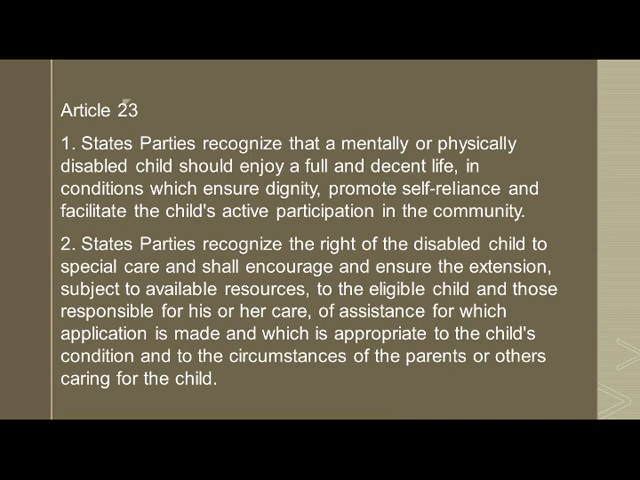 Article 23
1. States Parties recognize that a mentally or physically
disabled child should enjoy a full and decent life, in
conditions which ensure dignity, promote self-reliance and
facilitate the child's active participation in the community.
2. States Parties recognize the right of the disabled child to
special care and shall encourage and ensure the extension,
subject to available resources, to the eligible child and those
responsible for his or her care, of assistance for which
application is made and which is appropriate to the child's
condition and to the circumstances of the parents or others
caring for the child.